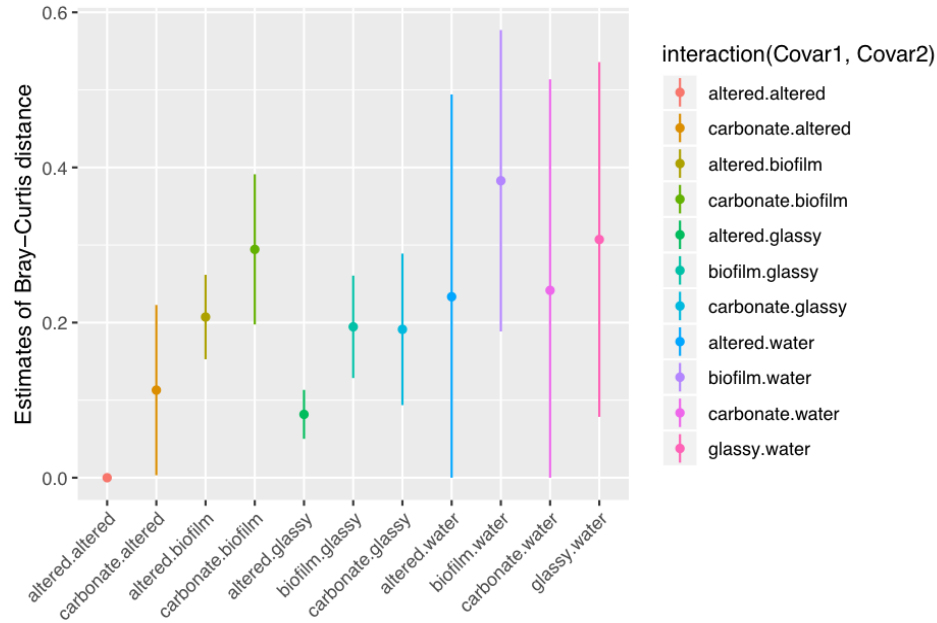 Estimates of Bray−Curtis distance
0.6
0.4
0.2
0.0
altered.altered
carbonate.altered
altered.biofilm
carbonate.biofilm
altered.glassy
biofilm.glassy
carbonate.glassy
altered.water
biofilm.water
carbonate.water
glassy.water
interaction(Covar1, Covar2)
altered.altered
carbonate.altered
altered.biofilm
carbonate.biofilm
altered.glassy
biofilm.glassy
carbonate.glassy
altered.water
biofilm.water
carbonate.water
glassy.water